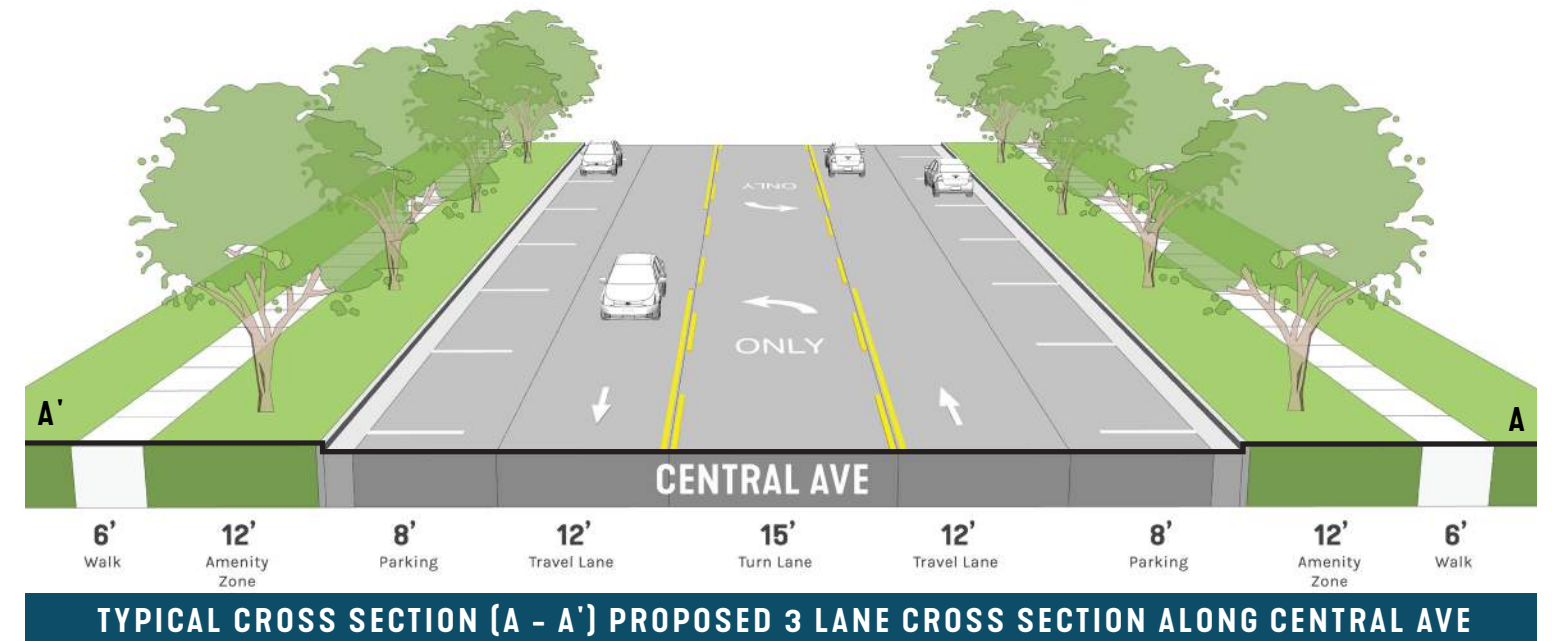 ONLY
ONLY
A'
A
CENTRAL AVE
6’ 12’ 8’ 12’ 15’ 12’ 8’ 12’ 6’
Walk Amenity Parking Travel Lane Turn Lane Travel Lane Parking Amenity Walk
Zone Zone
TYPICAL CROSS SECTION (A - A') PROPOSED 3 LANE CROSS SECTION ALONG CENTRAL AVE